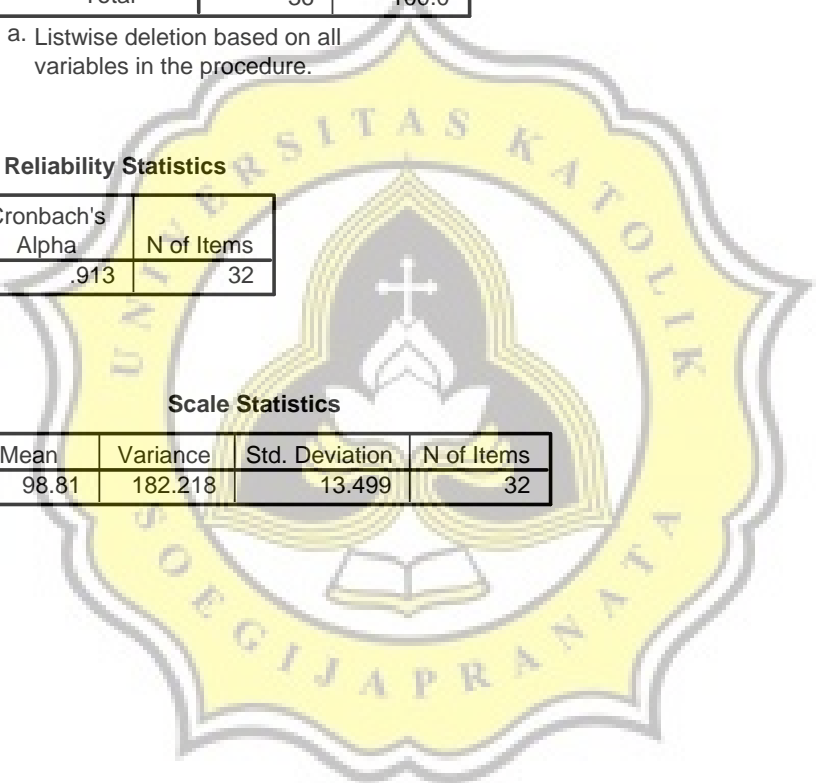 Total
a. Listwise deletion based on all
variables in the procedure.
Reliability Statistics
Cronbach's
Alpha N of Items
.913 32
Scale Statistics
Mean Variance Std. Deviation N of Items
98.81 182.218 13.499 32
UNIVERSITAS KATOLIK
SOEGIJAPRANATA